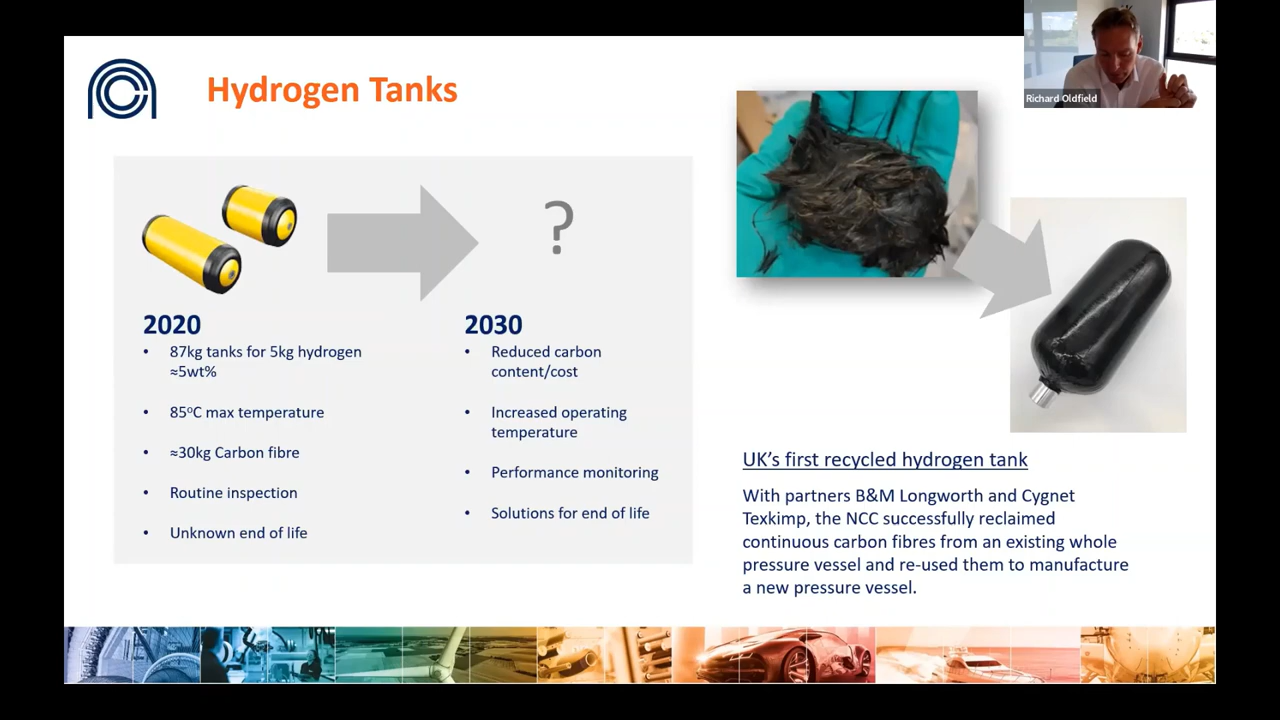 Hydrogen Tanks
Richard Oldfield
?
2020
• 87kg tanks for 5kg hydrogen
≈5wt%
• 85ºC max temperature
• ≈30kg Carbon fibre
• Routine inspection
• Unknown end of life
2030
• Reduced carbon
content/cost
• Increased operating
temperature
• Performance monitoring
• Solutions for end of life
UK's first recycled hydrogen tank
With partners B&M Longworth and Cygnet
Texkimp, the NCC successfully reclaimed
continuous carbon fibres from an existing whole
pressure vessel and re-used them to manufacture
a new pressure vessel.